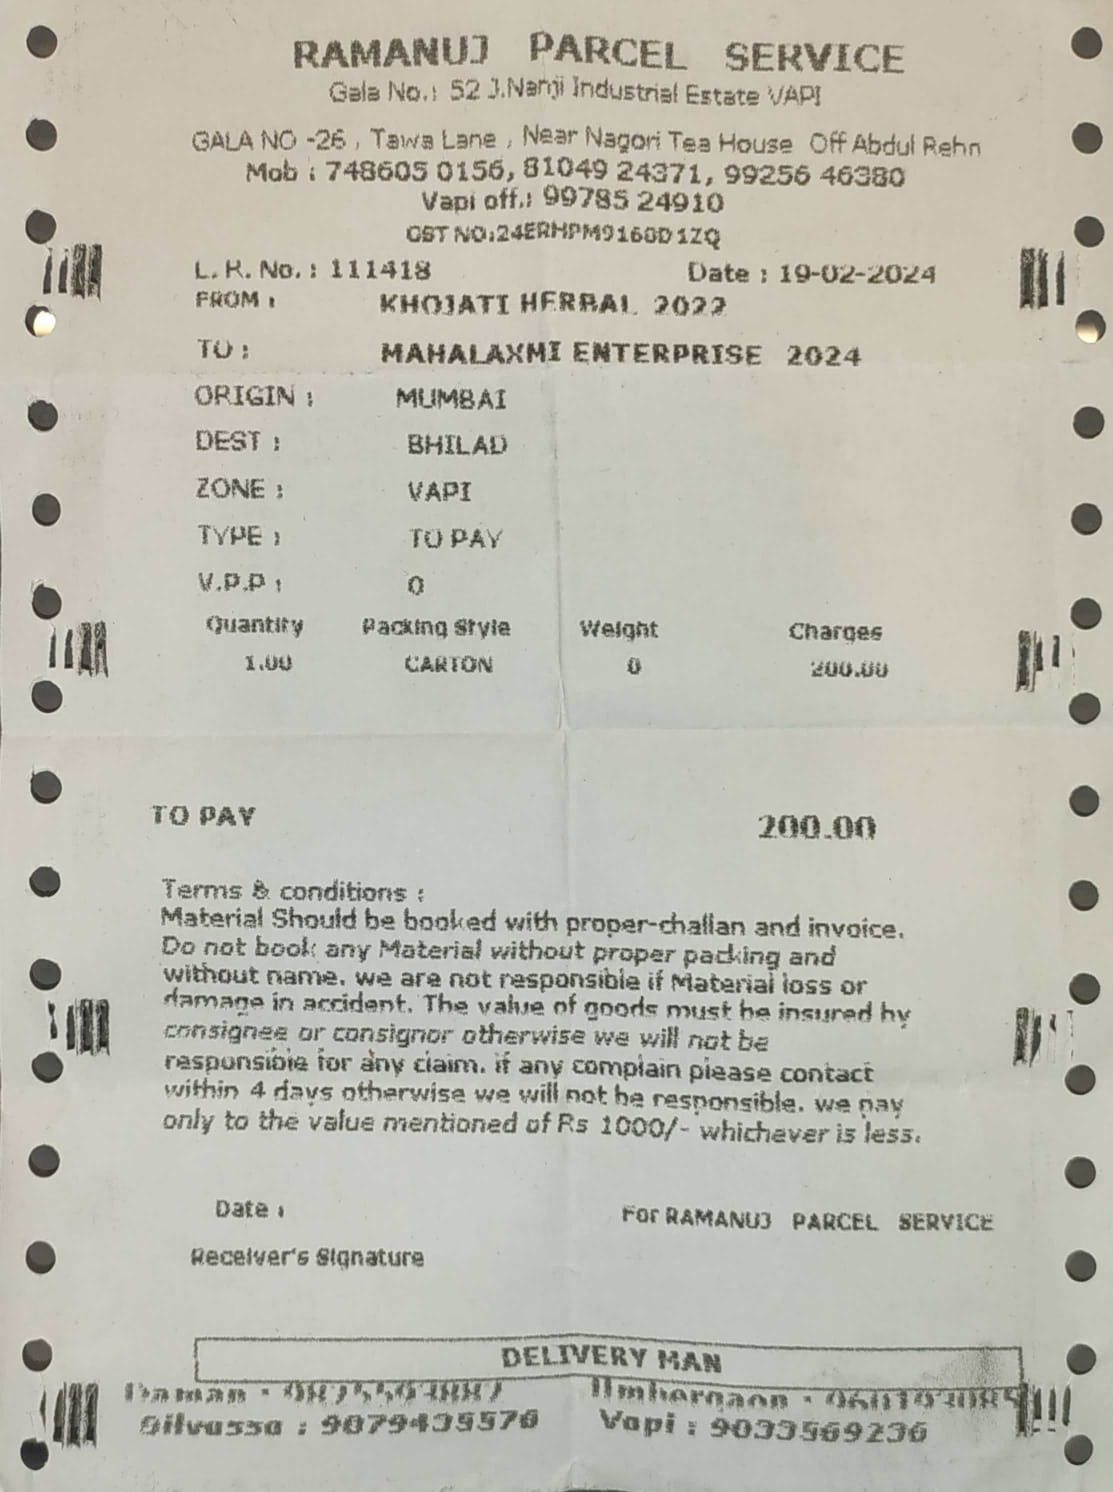 RAMANUJ PARCEL SERVICE
Gala No.: 52 J.Nanji Industrial Estate VAPI
GALA NO -26 , Tawa Lane , Near Nagori Tea House Off Abdul Rehn
Mob : 748605 0156, 81049 24371, 99256 46380
Vapi off.: 99785 24910
GST NO:24ERHPM9160D1ZQ
L. R. No. : 111418 Date : 19-02-2024
FROM : KHOJATI HERBAL 2022
TO : MAHALAXMI ENTERPRISE 2024
ORIGIN : MUMBAI
DEST : BHILAD
ZONE : VAPI
TYPE : TO PAY
V.P.P : 0
Quantity Packing Style Weight Charges
1.00 CARTON 0 200.00
TO PAY 200.00
Terms & conditions :
Material Should be booked with proper-challan and invoice.
Do not book any Material without proper packing and
without name. we are not responsible if Material loss or
damage in accident. The value of goods must be insured by
consignee or consignor otherwise we will not be
responsible for any claim. if any complain please contact
within 4 days otherwise we will not be responsible. we pay
only to the value mentioned of Rs 1000/- whichever is less.
Date :
For RAMANUJ PARCEL SERVICE
Receiver's Signature
DELIVERY MAN
Daman : Umbergaon :
Silvassa : 9079435576 Vapi : 9033569236